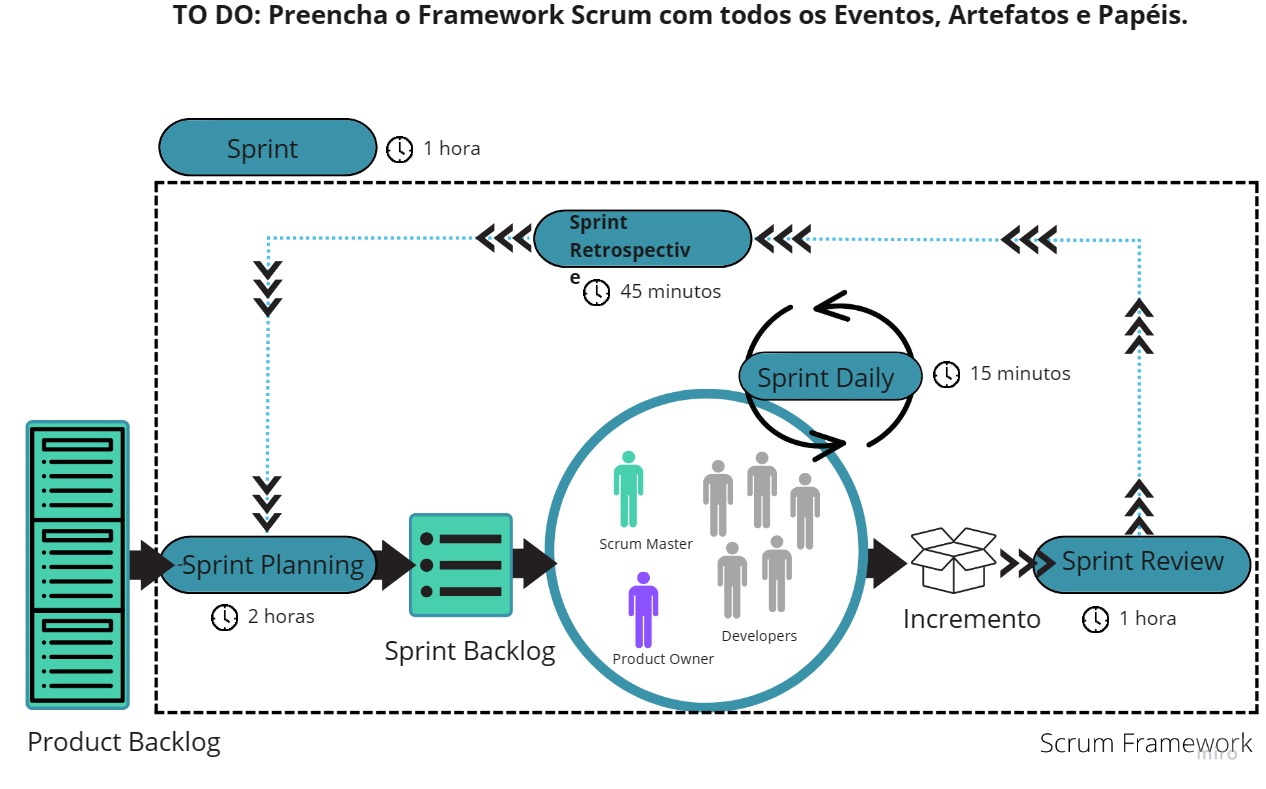 TO DO: Preencha o Framework Scrum com todos os Eventos, Artefatos e Papéis.
Sprint
1 hora
Sprint
Retrospectiv
e
45 minutos
Sprint Daily
15 minutos
Scrum Master
Product Owner
Developers
-Sprint Planning
2 horas
Sprint Backlog
Incremento
Sprint Review
1 hora
Product Backlog
Scrum Framework
miro